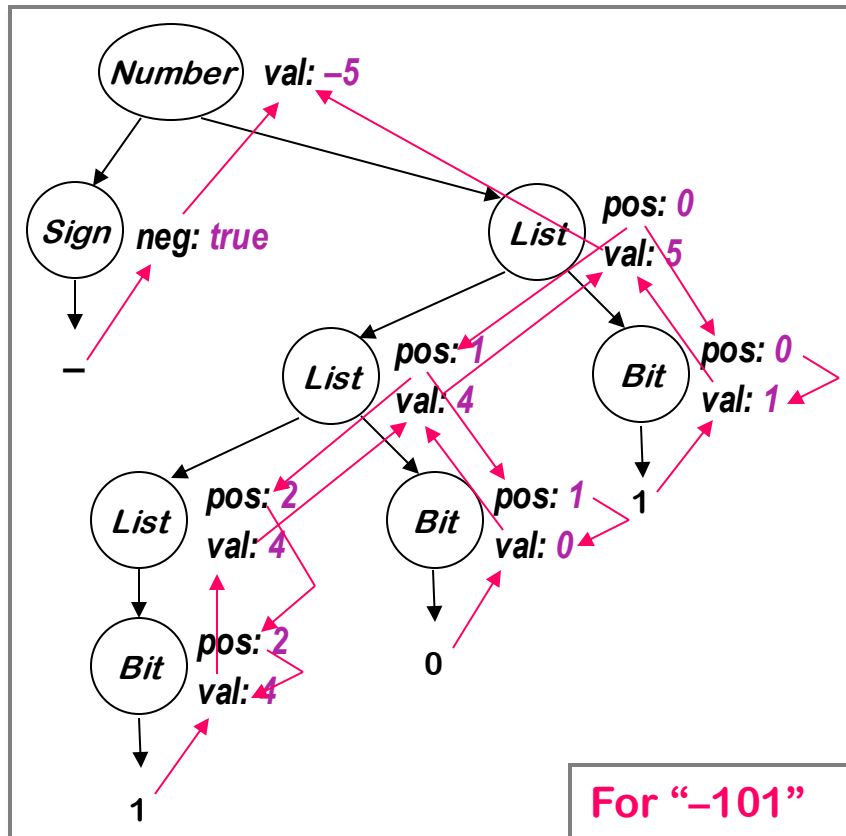 Number val: –5
pos: 0
Sign neg: true List val: 5
–
pos: 1 pos: 0
List val: 4 Bit val: 1
pos: 2 pos: 1 1
List val: 4 Bit val: 0
pos: 2
Bit val: 4 0
1
For “–101”